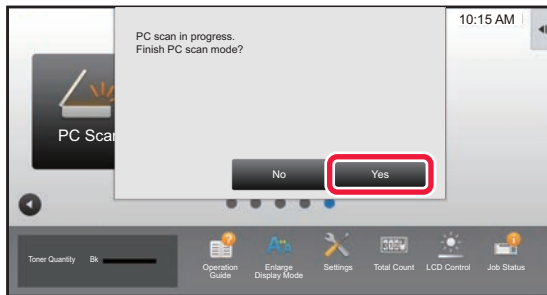 10:15 AM
PC scan in progress.
Finish PC scan mode?
PC Scan
No
Yes
Toner Quantity Bk
Operation
Guide
Enlarge
Display Mode
Settings
Total Count
LCD Control
Job Status